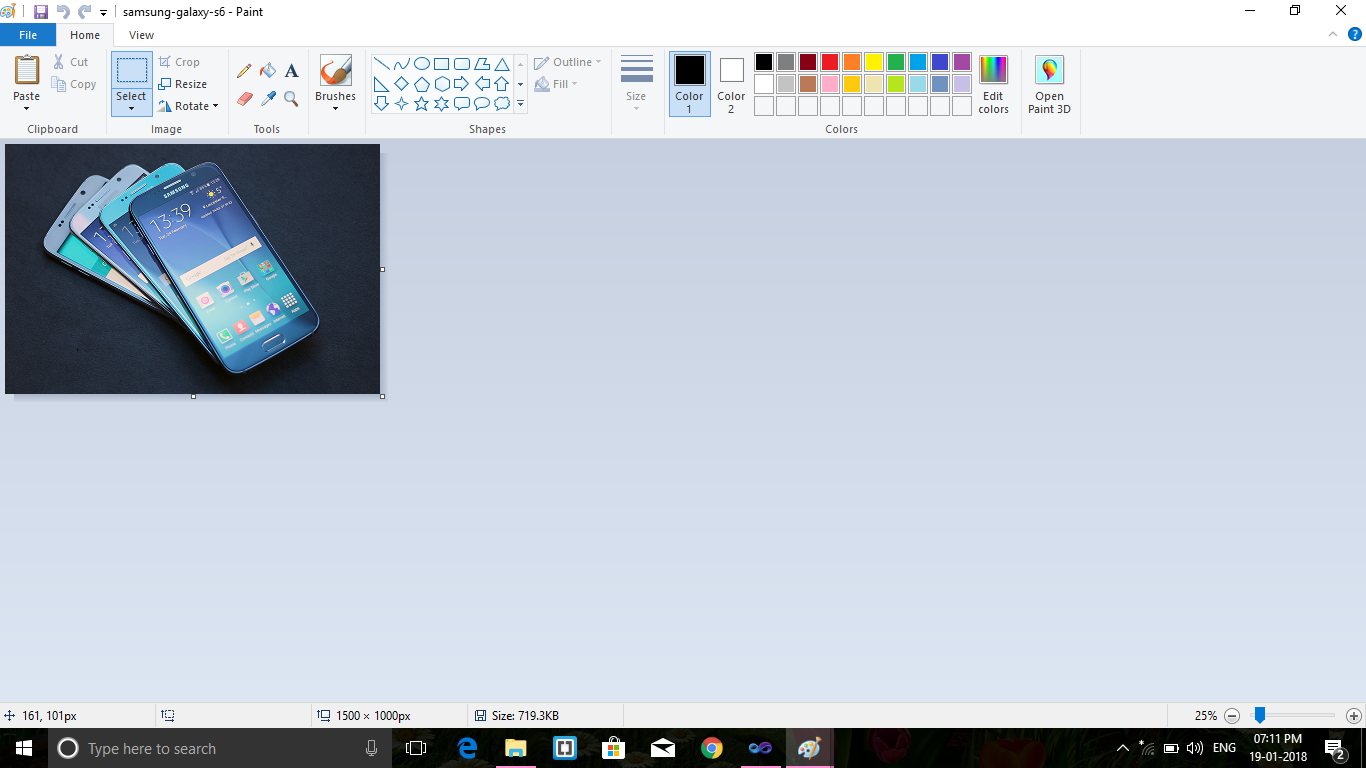 samsung-galaxy-s6 - Paint
File Home View
Paste
Cut
Copy
Clipboard
Select
Crop
Resize
Rotate
Image
A
Tools
Brushes
Shapes
Outline
Fill
Size
Color 1
Color 2
Colors
Edit colors
Open Paint 3D
SAMSUNG
13:39
161, 101px
1500 × 1000px
Size: 719.3KB
25%
Type here to search
ENG
07:11 PM
19-01-2018
2